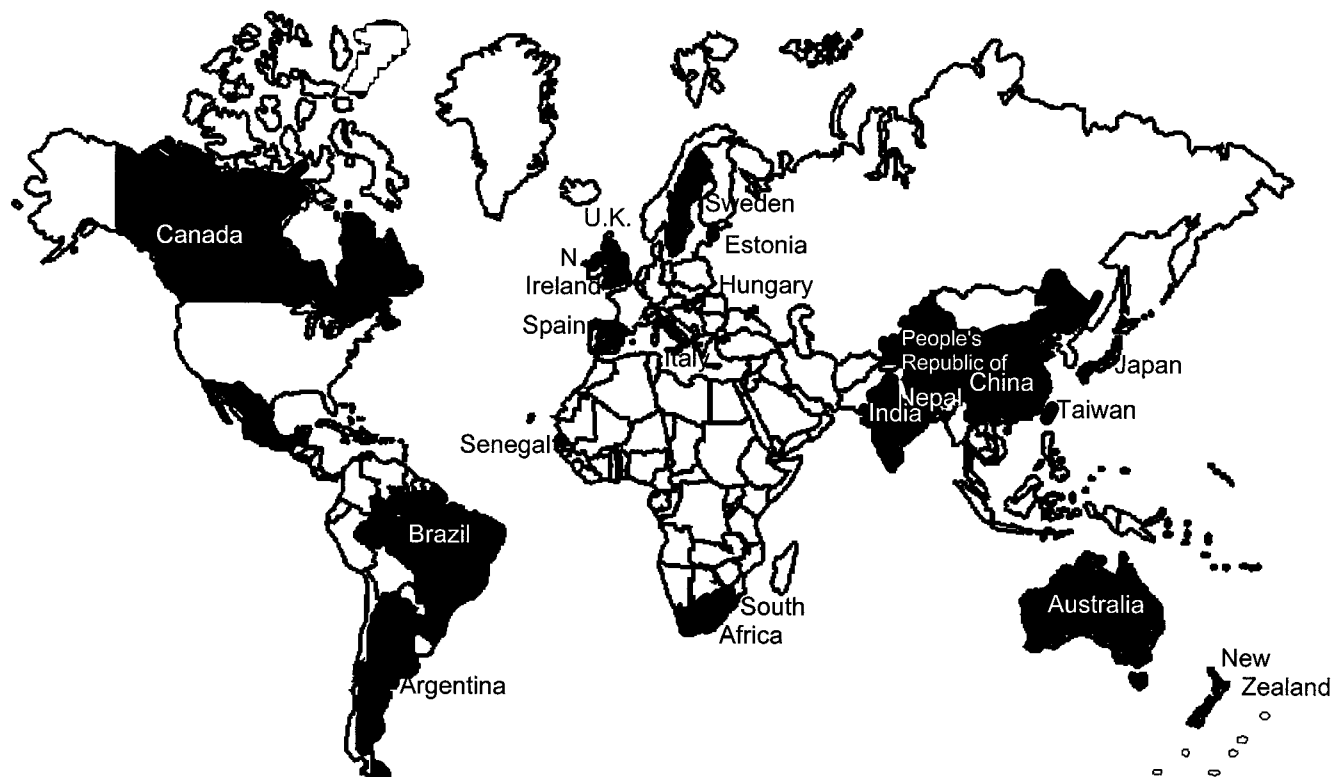 Canada
U.K.
Sweden
Estonia
N.
Ireland
Hungary
Spain
Italy
People's
Republic of
China
Japan
Nepal
India
Taiwan
Senegal
Brazil
South
Africa
Australia
Argentina
New
Zealand